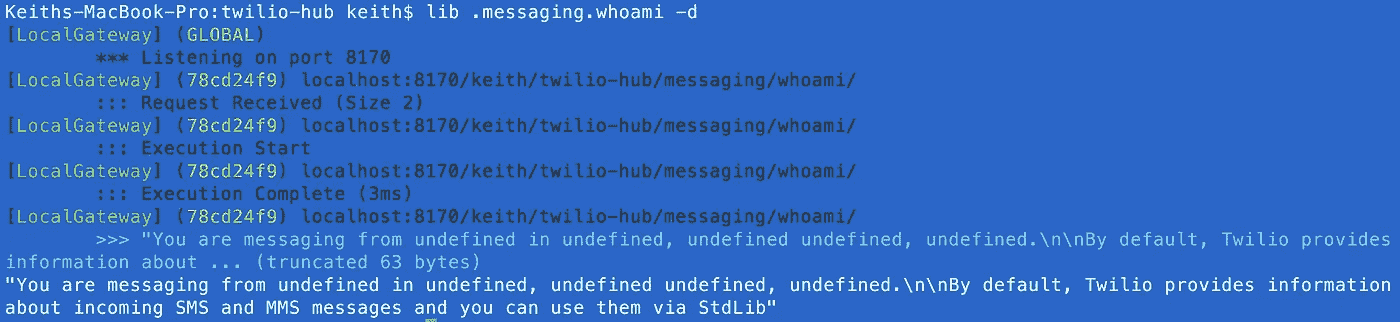 Keiths-MacBook-Pro:twilio-hub keith$ lib .messaging.whoami -d
[LocalGateway] (GLOBAL)
*** Listening on port 8170
[LocalGateway] (78cd24f9) localhost:8170/keith/twilio-hub/messaging/whoami/
::: Request Received (Size 2)
[LocalGateway] (78cd24f9) localhost:8170/keith/twilio-hub/messaging/whoami/
::: Execution Start
[LocalGateway] (78cd24f9) localhost:8170/keith/twilio-hub/messaging/whoami/
::: Execution Complete (3ms)
[LocalGateway] (78cd24f9) localhost:8170/keith/twilio-hub/messaging/whoami/
>>> "You are messaging from undefined in undefined, undefined undefined, undefined.\n\nBy default, Twilio provides
information about ... (truncated 63 bytes)
"You are messaging from undefined in undefined, undefined undefined, undefined.\n\nBy default, Twilio provides information
about incoming SMS and MMS messages and you can use them via StdLib"